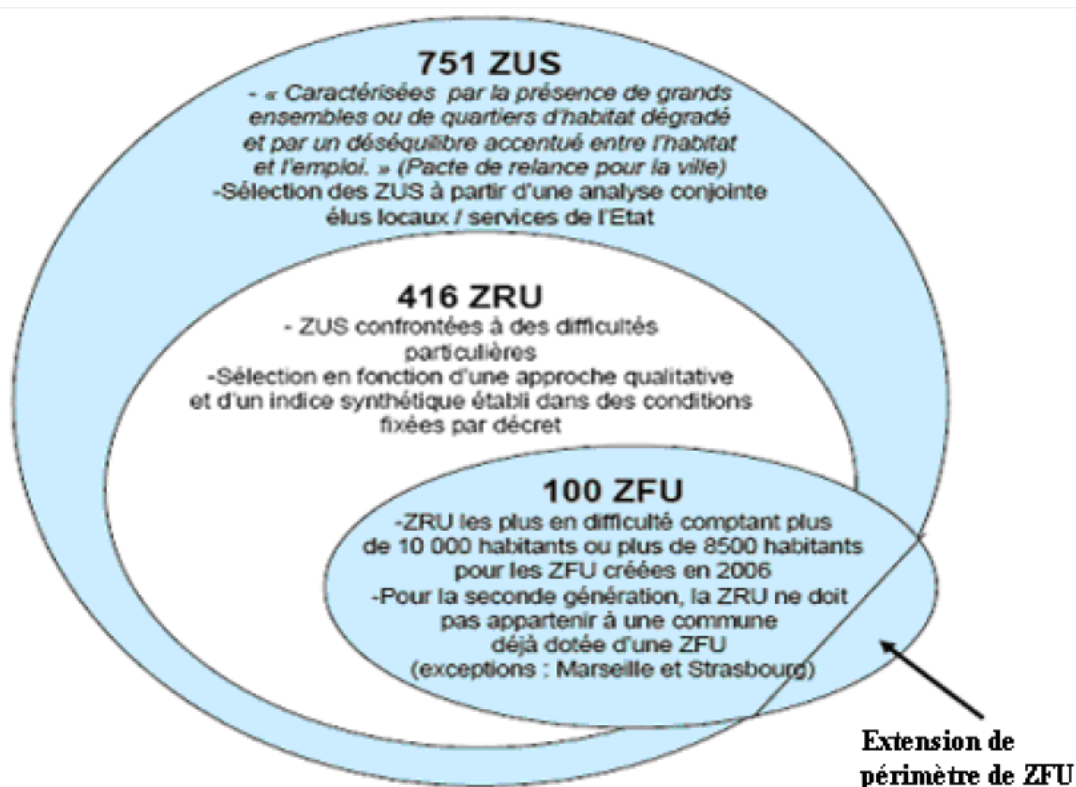 751 ZUS
- « Caractérisées par la présence de grands
ensembles ou de quartiers d'habitat dégradé
et par un déséquilibre accentué entre l'habitat
et l'emploi. » (Pacte de relance pour la ville)
-Sélection des ZUS à partir d'une analyse conjointe
élus locaux / services de l'Etat
416 ZRU
- ZUS confrontées à des difficultés
particulières
-Sélection en fonction d'une approche qualitative
et d'un indice synthétique établi dans des conditions
fixées par décret
100 ZFU
-ZRU les plus en difficulté comptant plus
de 10 000 habitants ou plus de 8500 habitants
pour les ZFU créées en 2006
-Pour la seconde génération, la ZRU ne doit
pas appartenir à une commune
déjà dotée d'une ZFU
(exceptions : Marseille et Strasbourg)
Extension de
périmètre de ZFU